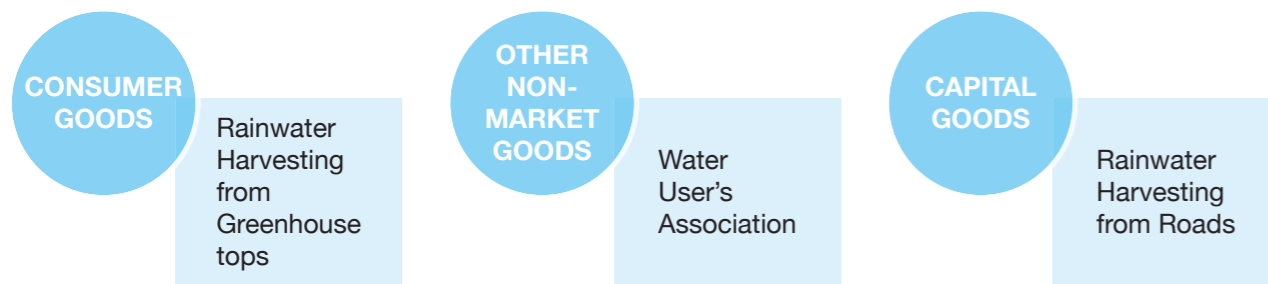 CONSUMER
GOODS
Rainwater
Harvesting
from
Greenhouse
tops
OTHER
NON-
MARKET
GOODS
Water
User’s
Association
CAPITAL
GOODS
Rainwater
Harvesting
from Roads